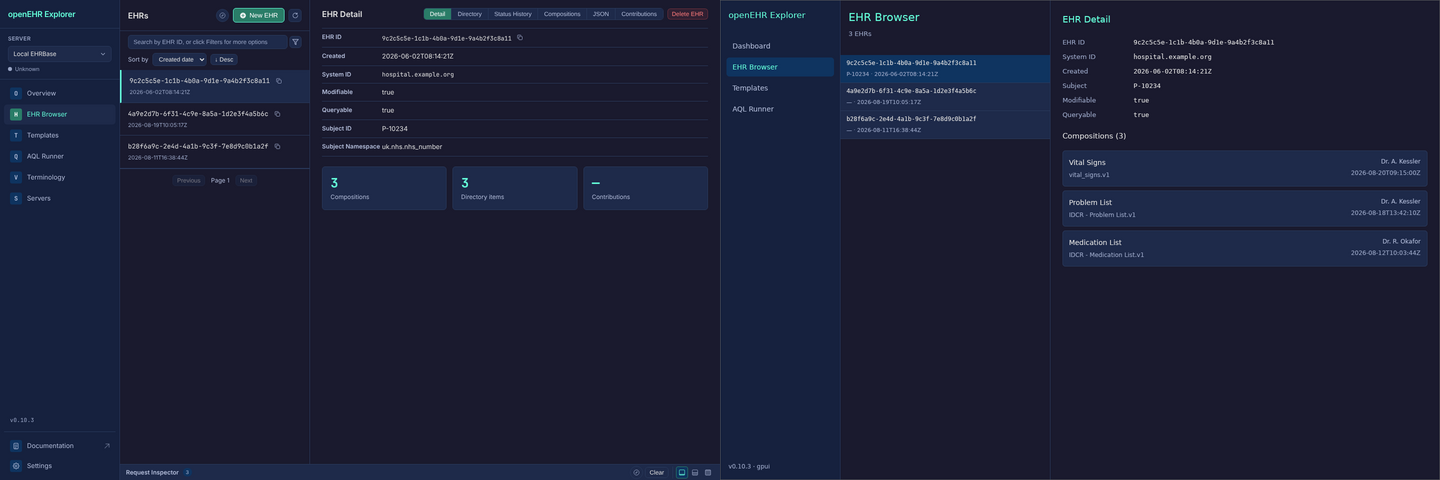 openEHR Explorer
SERVER
Local EHRBase
Unknown
O Overview
H EHR Browser
T Templates
Q AQL Runner
V Terminology
S Servers
v0.10.3
Documentation
Settings
EHRs
New EHR
Search by EHR ID, or click Filters for more options
Sort by Created date ↓ Desc
9c2c5c5e-1c1b-4b0a-9d1e-9a4b2f3c8a11
2026-06-02T08:14:21Z
4a9e2d7b-6f31-4c9e-8a5a-1d2e3f4a5b6c
2026-08-19T10:05:17Z
b28f6a9c-2e4d-4a1b-9c3f-7e8d9c0b1a2f
2026-08-11T16:38:44Z
Previous Page 1 Next
EHR Detail
Detail Directory Status History Compositions JSON Contributions Delete EHR
EHR ID 9c2c5c5e-1c1b-4b0a-9d1e-9a4b2f3c8a11
Created 2026-06-02T08:14:21Z
System ID hospital.example.org
Modifiable true
Queryable true
Subject ID P-10234
Subject Namespace uk.nhs.nhs_number
3
Compositions
3
Directory items
—
Contributions
Request Inspector 3 Clear
openEHR Explorer
Dashboard
EHR Browser
Templates
AQL Runner
v0.10.3 - gpui
EHR Browser
3 EHRs
9c2c5c5e-1c1b-4b0a-9d1e-9a4b2f3c8a11
P-10234 · 2026-06-02T08:14:21Z
4a9e2d7b-6f31-4c9e-8a5a-1d2e3f4a5b6c
— · 2026-08-19T10:05:17Z
b28f6a9c-2e4d-4a1b-9c3f-7e8d9c0b1a2f
— · 2026-08-11T16:38:44Z
EHR Detail
EHR ID 9c2c5c5e-1c1b-4b0a-9d1e-9a4b2f3c8a11
System ID hospital.example.org
Created 2026-06-02T08:14:21Z
Subject P-10234
Modifiable true
Queryable true
Compositions (3)
Vital Signs Dr. A. Kessler
vital_signs.v1 2026-08-20T09:15:00Z
Problem List Dr. A. Kessler
IDCR - Problem List.v1 2026-08-18T13:42:10Z
Medication List Dr. R. Okafor
IDCR - Medication List.v1 2026-08-12T10:03:44Z